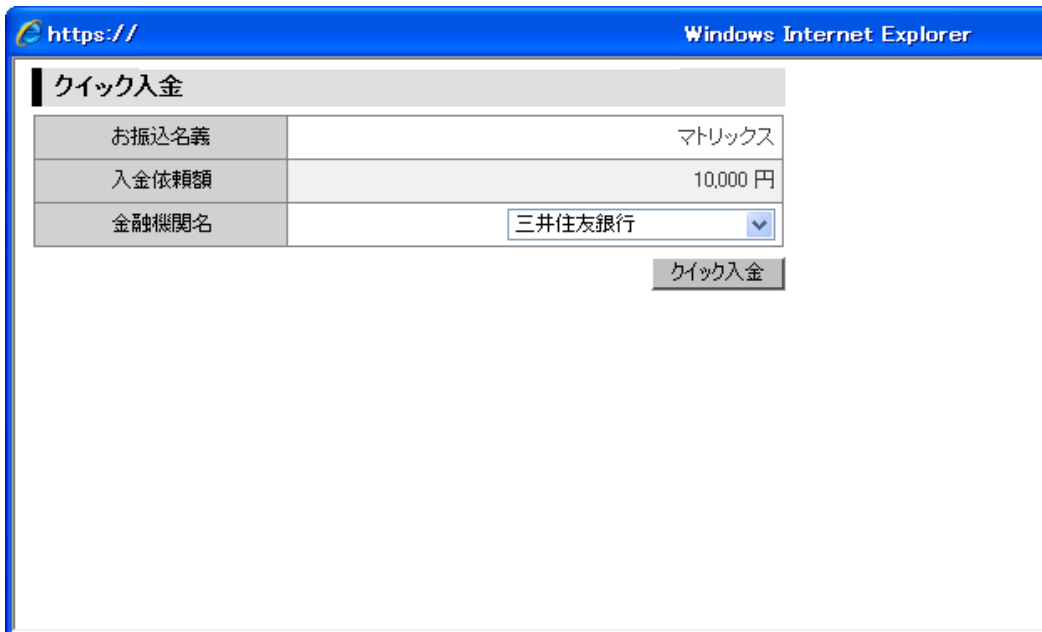 https:// Windows Internet Explorer
クイック入金
お振込名義 マトリックス
入金依頼額 10,000 円
金融機関名 三井住友銀行
クイック入金